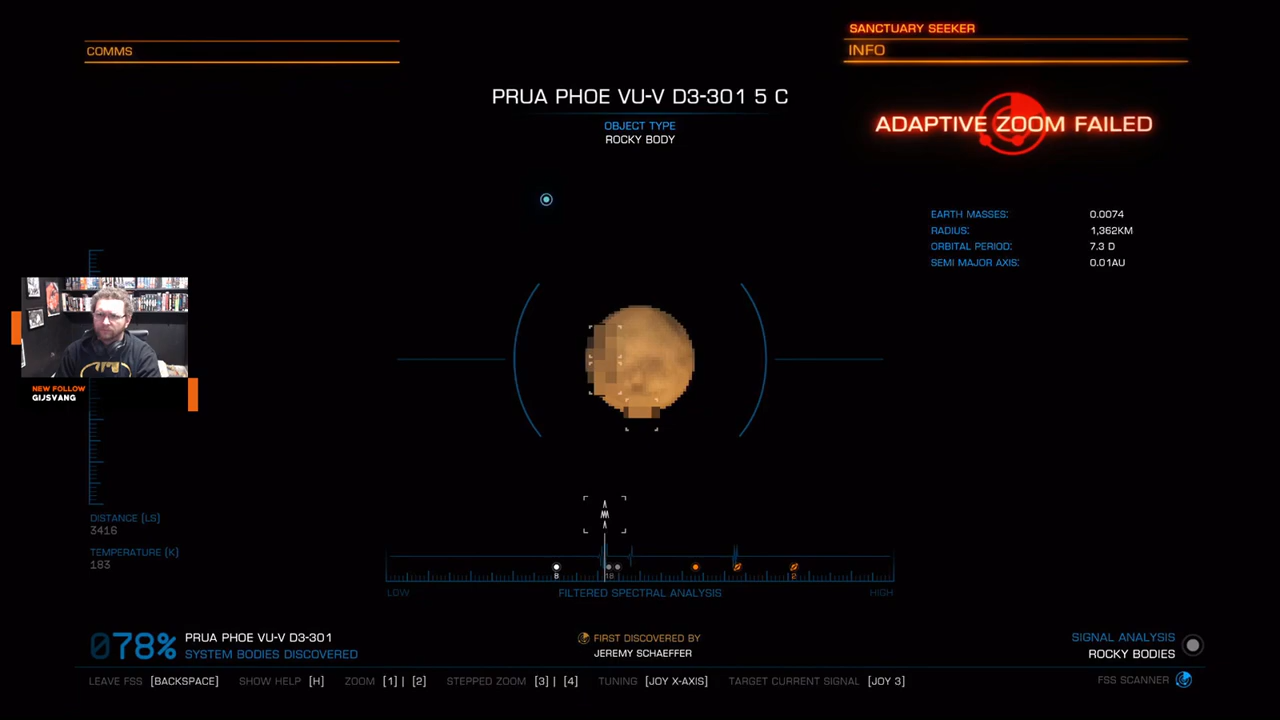 SANCTUARY SEEKER
COMMS
INFO
PRUA PHOE VU-V D3-301 5 C
OBJECT TYPE
ROCKY BODY
ADAPTIVE ZOOM FAILED
EARTH MASSES: 0.0074
RADIUS: 1,362KM
ORBITAL PERIOD: 7.3 D
SEMI MAJOR AXIS: 0.01AU
NEW FOLLOW
GIJSVANG
DISTANCE (LS)
3416
TEMPERATURE (K)
183
8 18 2
LOW FILTERED SPECTRAL ANALYSIS HIGH
078% PRUA PHOE VU-V D3-301
SYSTEM BODIES DISCOVERED
FIRST DISCOVERED BY
JEREMY SCHAEFFER
SIGNAL ANALYSIS
ROCKY BODIES
LEAVE FSS [BACKSPACE] SHOW HELP [H] ZOOM [1] | [2] STEPPED ZOOM [3] | [4] TUNING [JOY X-AXIS] TARGET CURRENT SIGNAL [JOY 3] FSS SCANNER